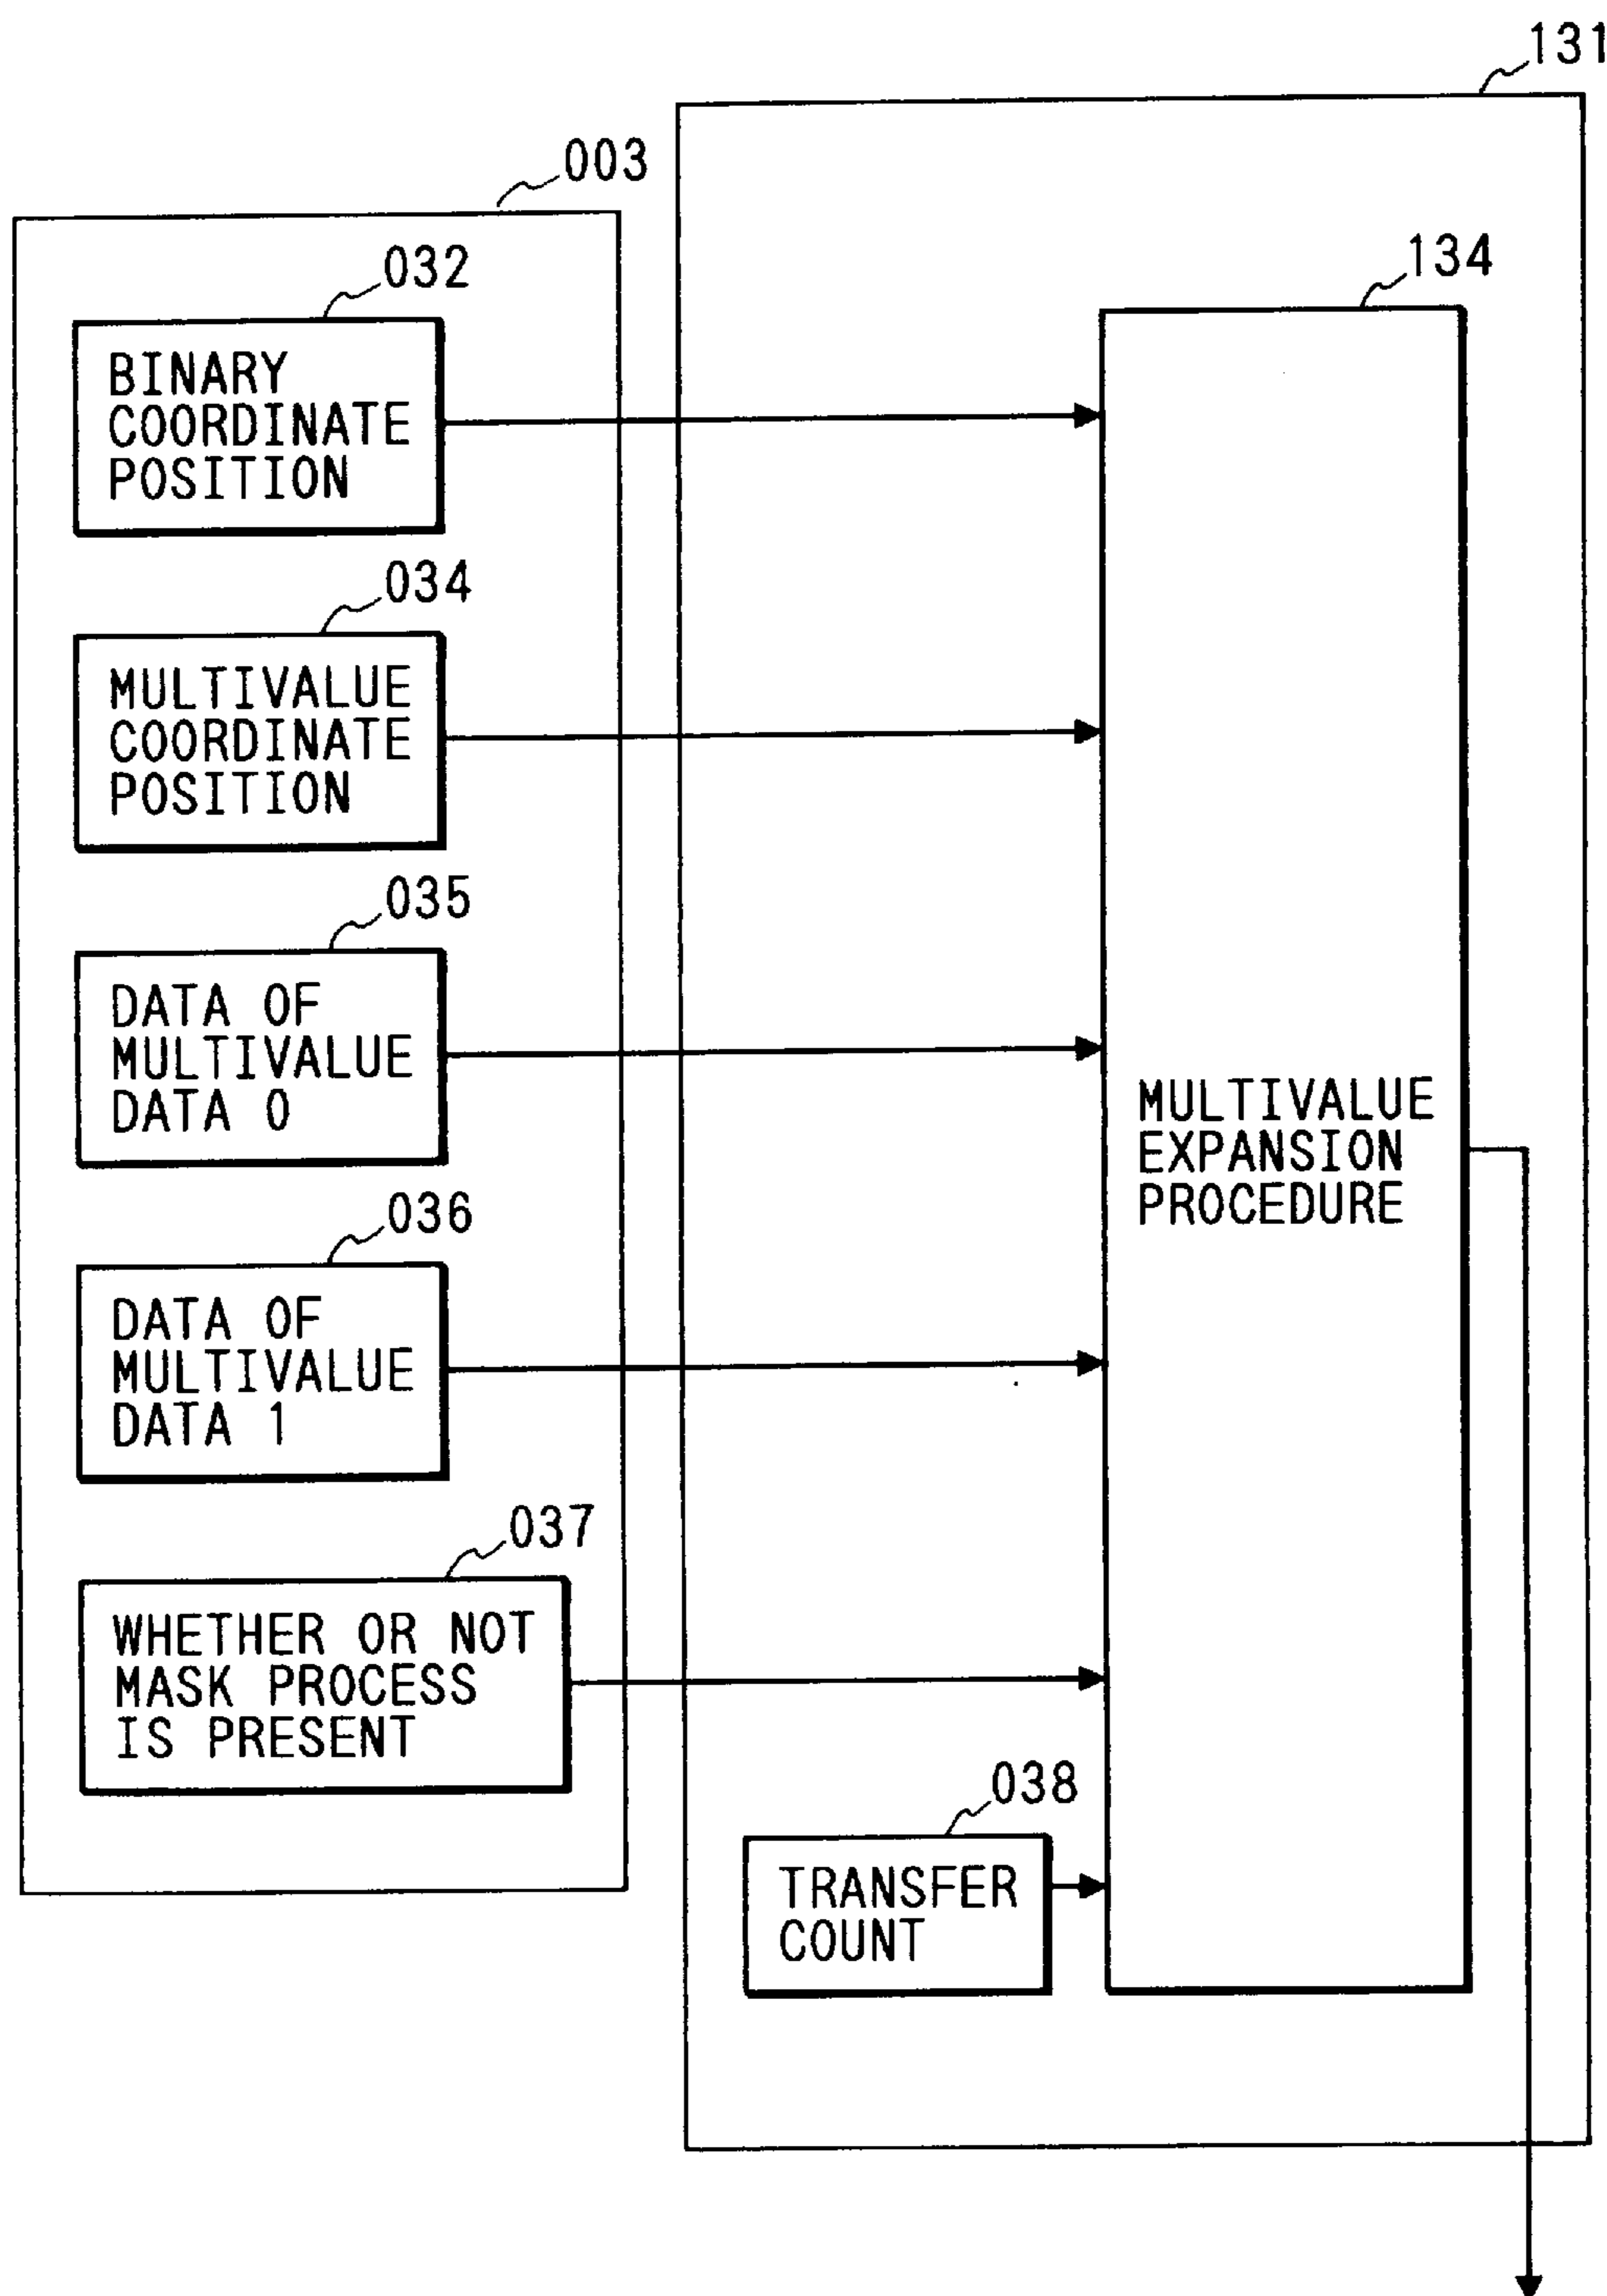 131
003
134
032
BINARY
COORDINATE
POSITION
034
MULTIVALUE
COORDINATE
POSITION
035
DATA OF
MULTIVALUE
DATA 0
MULTIVALUE
EXPANSION
PROCEDURE
036
DATA OF
MULTIVALUE
DATA 1
037
WHETHER OR NOT
MASK PROCESS
IS PRESENT
038
TRANSFER
COUNT